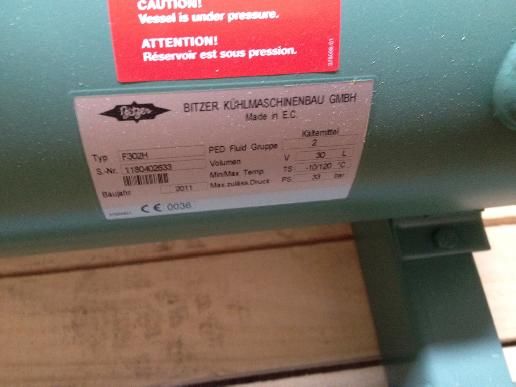 CAUTION!
Vessel is under pressure.
ATTENTION!
Réservoir est sous pression.
Bitzer
BITZER KÜHLMASCHINENBAU GMBH
Made in E.C.
Kältemittel
Typ F302H PED Fluid Gruppe 2
S.-Nr. 1180402633 Volumen V 30 L
Min/Max Temp TS -10/120 °C
Baujahr 2011 Max.zuläss.Druck PS 33 bar
CE 0036